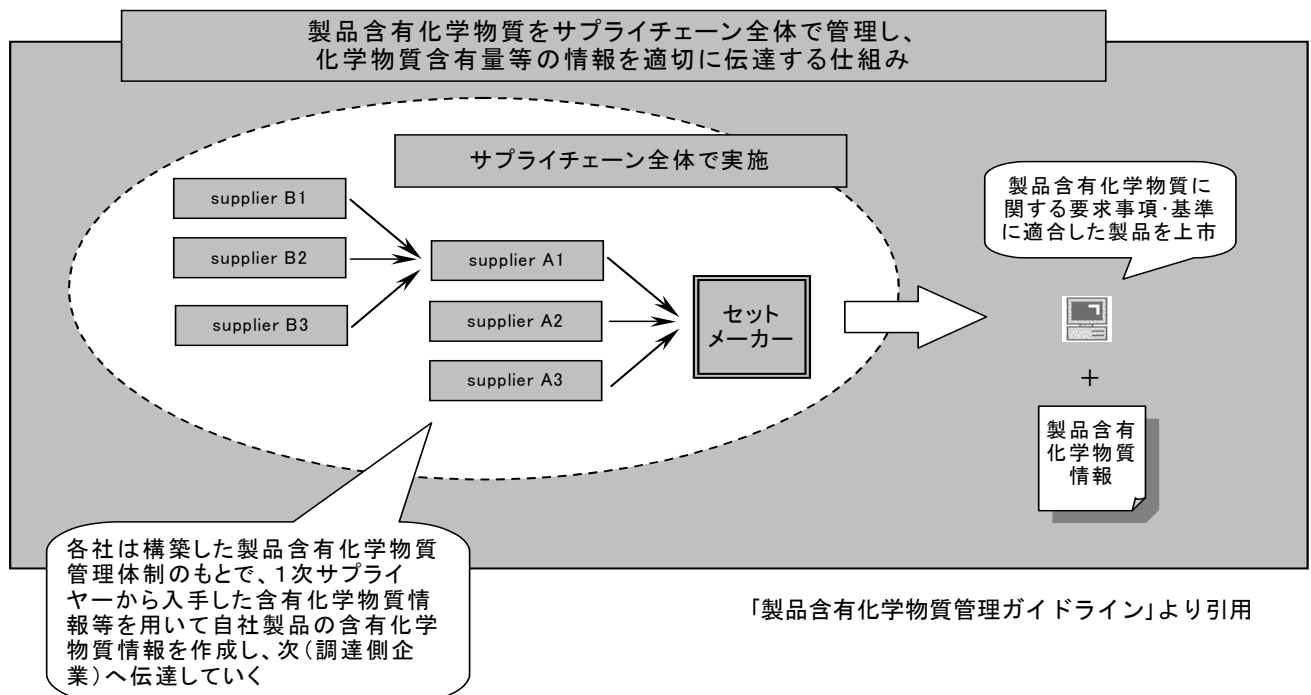 製品含有化学物質をサプライチェーン全体で管理し、
化学物質含有量等の情報を適切に伝達する仕組み
サプライチェーン全体で実施
supplier B1
supplier B2
supplier B3
supplier A1
supplier A2
supplier A3
セット
メーカー
製品含有化学物質に
関する要求事項・基準
に適合した製品を上市
+
製品含有
化学物質
情報
各社は構築した製品含有化学物質
管理体制のもとで、1次サプライ
ヤーから入手した含有化学物質情
報等を用いて自社製品の含有化学
物質情報を作成し、次(調達側企
業)へ伝達していく
「製品含有化学物質管理ガイドライン」より引用